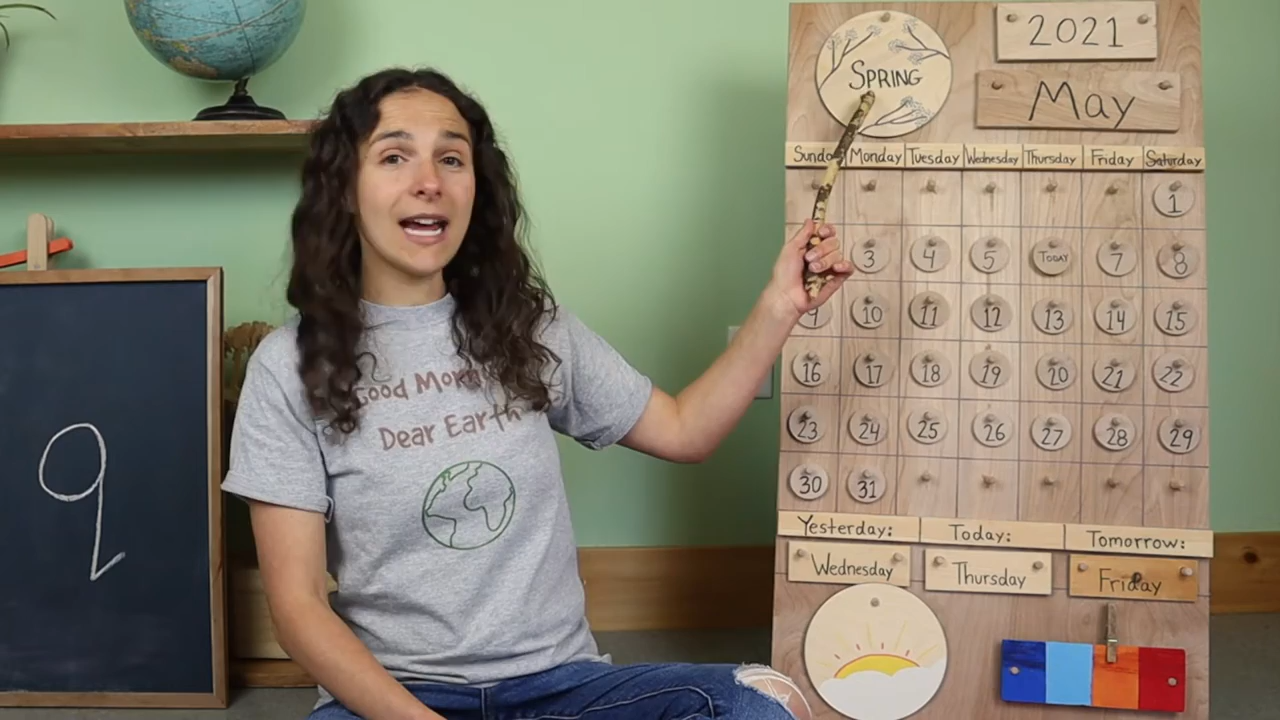 q
Good Morn
Dear Earth
Spring
2021
May
Sunday Monday Tuesday Wednesday Thursday Friday Saturday
1
3 4 5 Today 7 8
9 10 11 12 13 14 15
16 17 18 19 20 21 22
23 24 25 26 27 28 29
30 31
Yesterday: Today: Tomorrow:
Wednesday Thursday Friday